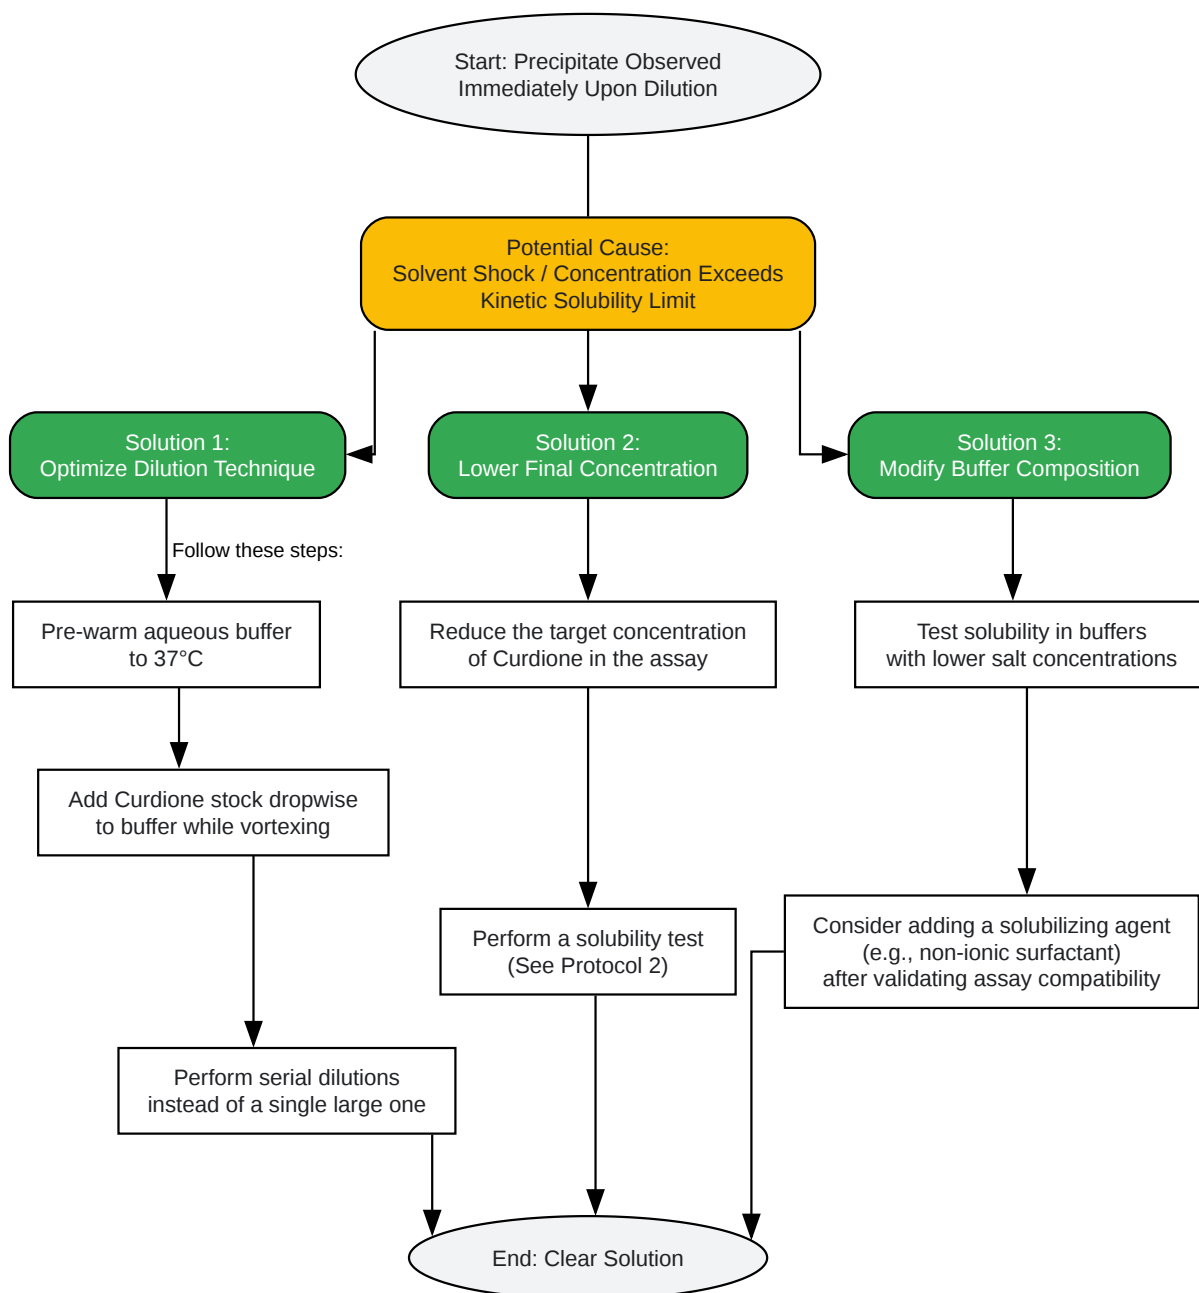 Start: Precipitate Observed
Immediately Upon Dilution
Potential Cause:
Solvent Shock / Concentration Exceeds
Kinetic Solubility Limit
Solution 1:
Optimize Dilution Technique
Solution 2:
Lower Final Concentration
Solution 3:
Modify Buffer Composition
Follow these steps:
Pre-warm aqueous buffer
to 37°C
Reduce the target concentration
of Curdione in the assay
Test solubility in buffers
with lower salt concentrations
Add Curdione stock dropwise
to buffer while vortexing
Perform a solubility test
(See Protocol 2)
Consider adding a solubilizing agent
(e.g., non-ionic surfactant)
after validating assay compatibility
Perform serial dilutions
instead of a single large one
End: Clear Solution